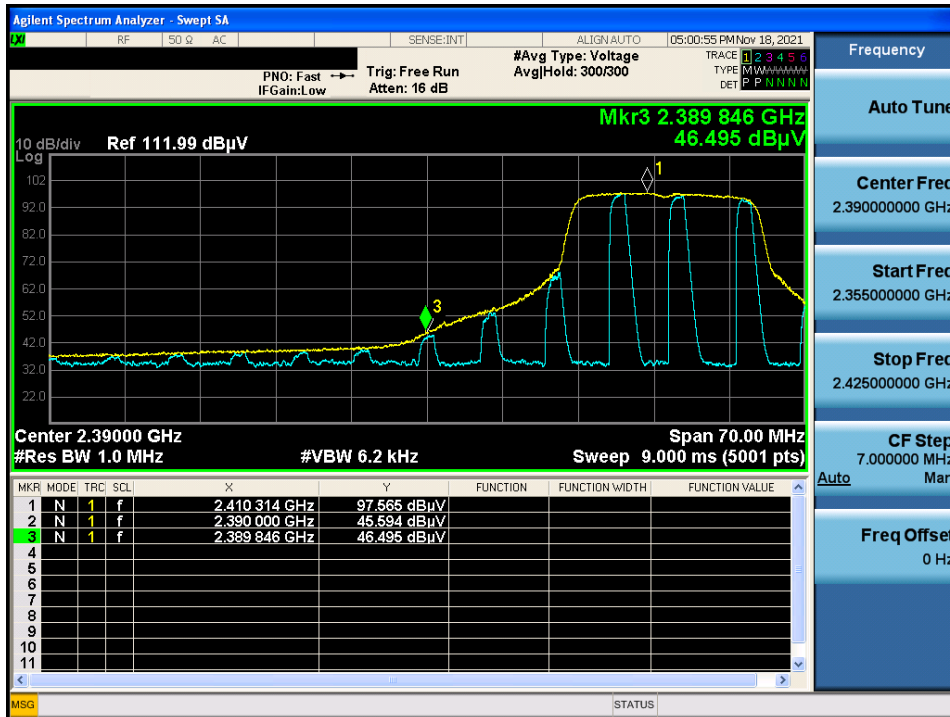 Agilent Spectrum Analyzer - Swept SA
LXI RF 50 Ω AC SENSE:INT ALIGN AUTO 05:00:55 PM Nov 18, 2021
PNO: Fast Trig: Free Run #Avg Type: Voltage TRACE 1 2 3 4 5 6
IFGain:Low Atten: 16 dB Avg|Hold: 300/300 TYPE M W
DET P P N N N N
Mkr3 2.389 846 GHz
46.495 dBµV
10 dB/div Ref 111.99 dBµV
Log
102
92.0
82.0
72.0
62.0
52.0
42.0
32.0
22.0
1
3
Center 2.39000 GHz Span 70.00 MHz
#Res BW 1.0 MHz #VBW 6.2 kHz Sweep 9.000 ms (5001 pts)
MKR MODE TRC SCL X Y FUNCTION FUNCTION WIDTH FUNCTION VALUE
1 N 1 f 2.410 314 GHz 97.565 dBµV
2 N 1 f 2.390 000 GHz 45.594 dBµV
3 N 1 f 2.389 846 GHz 46.495 dBµV
4
5
6
7
8
9
10
11
MSG STATUS
Frequency
Auto Tune
Center Freq
2.390000000 GHz
Start Freq
2.355000000 GHz
Stop Freq
2.425000000 GHz
CF Step
7.000000 MHz
Auto Man
Freq Offset
0 Hz